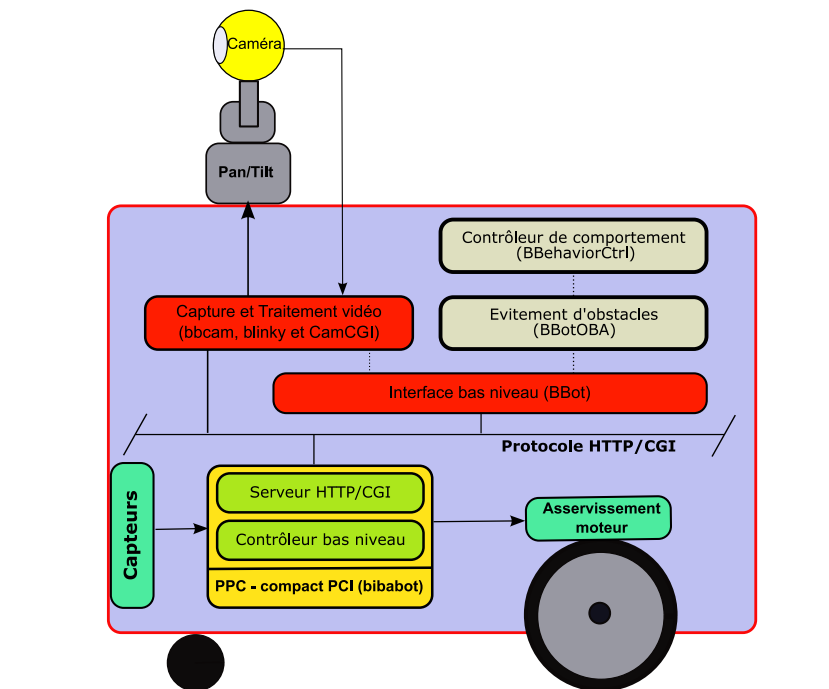 Caméra
Pan/Tilt
Contrôleur de comportement
(BBehaviorCtrl)
Capture et Traitement vidéo
(bbcam, blinky et CamCGI)
Evitement d'obstacles
(BBotOBA)
Interface bas niveau (BBot)
Protocole HTTP/CGI
Capteurs
Serveur HTTP/CGI
Contrôleur bas niveau
PPC - compact PCI (bibabot)
Asservissement
moteur